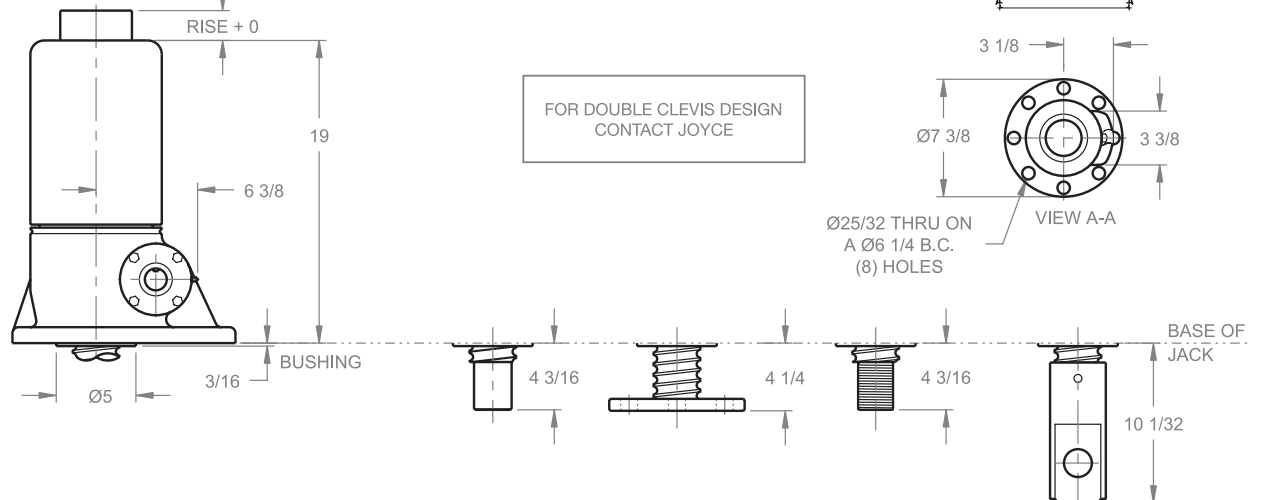 RISE + 0
19
6 3/8
3/16
BUSHING
Ø5
FOR DOUBLE CLEVIS DESIGN
CONTACT JOYCE
3 1/8
Ø7 3/8
3 3/8
Ø25/32 THRU ON
A Ø6 1/4 B.C.
(8) HOLES
VIEW A-A
4 3/16
4 1/4
4 3/16
10 1/32
BASE OF
JACK